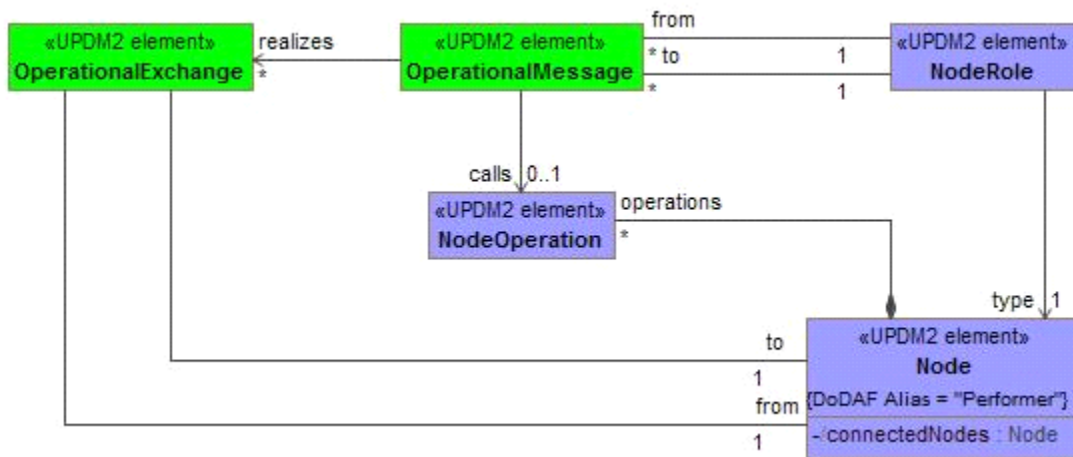 from
«UPDM2 element»
OperationalExchange
realizes
*
«UPDM2 element»
OperationalMessage
* to
1
*
1
«UPDM2 element»
NodeRole
calls 0..1
«UPDM2 element»
NodeOperation
operations
*
type 1
to
1
from
1
«UPDM2 element»
Node
{DoDAF Alias = "Performer"}
-/connectedNodes : Node